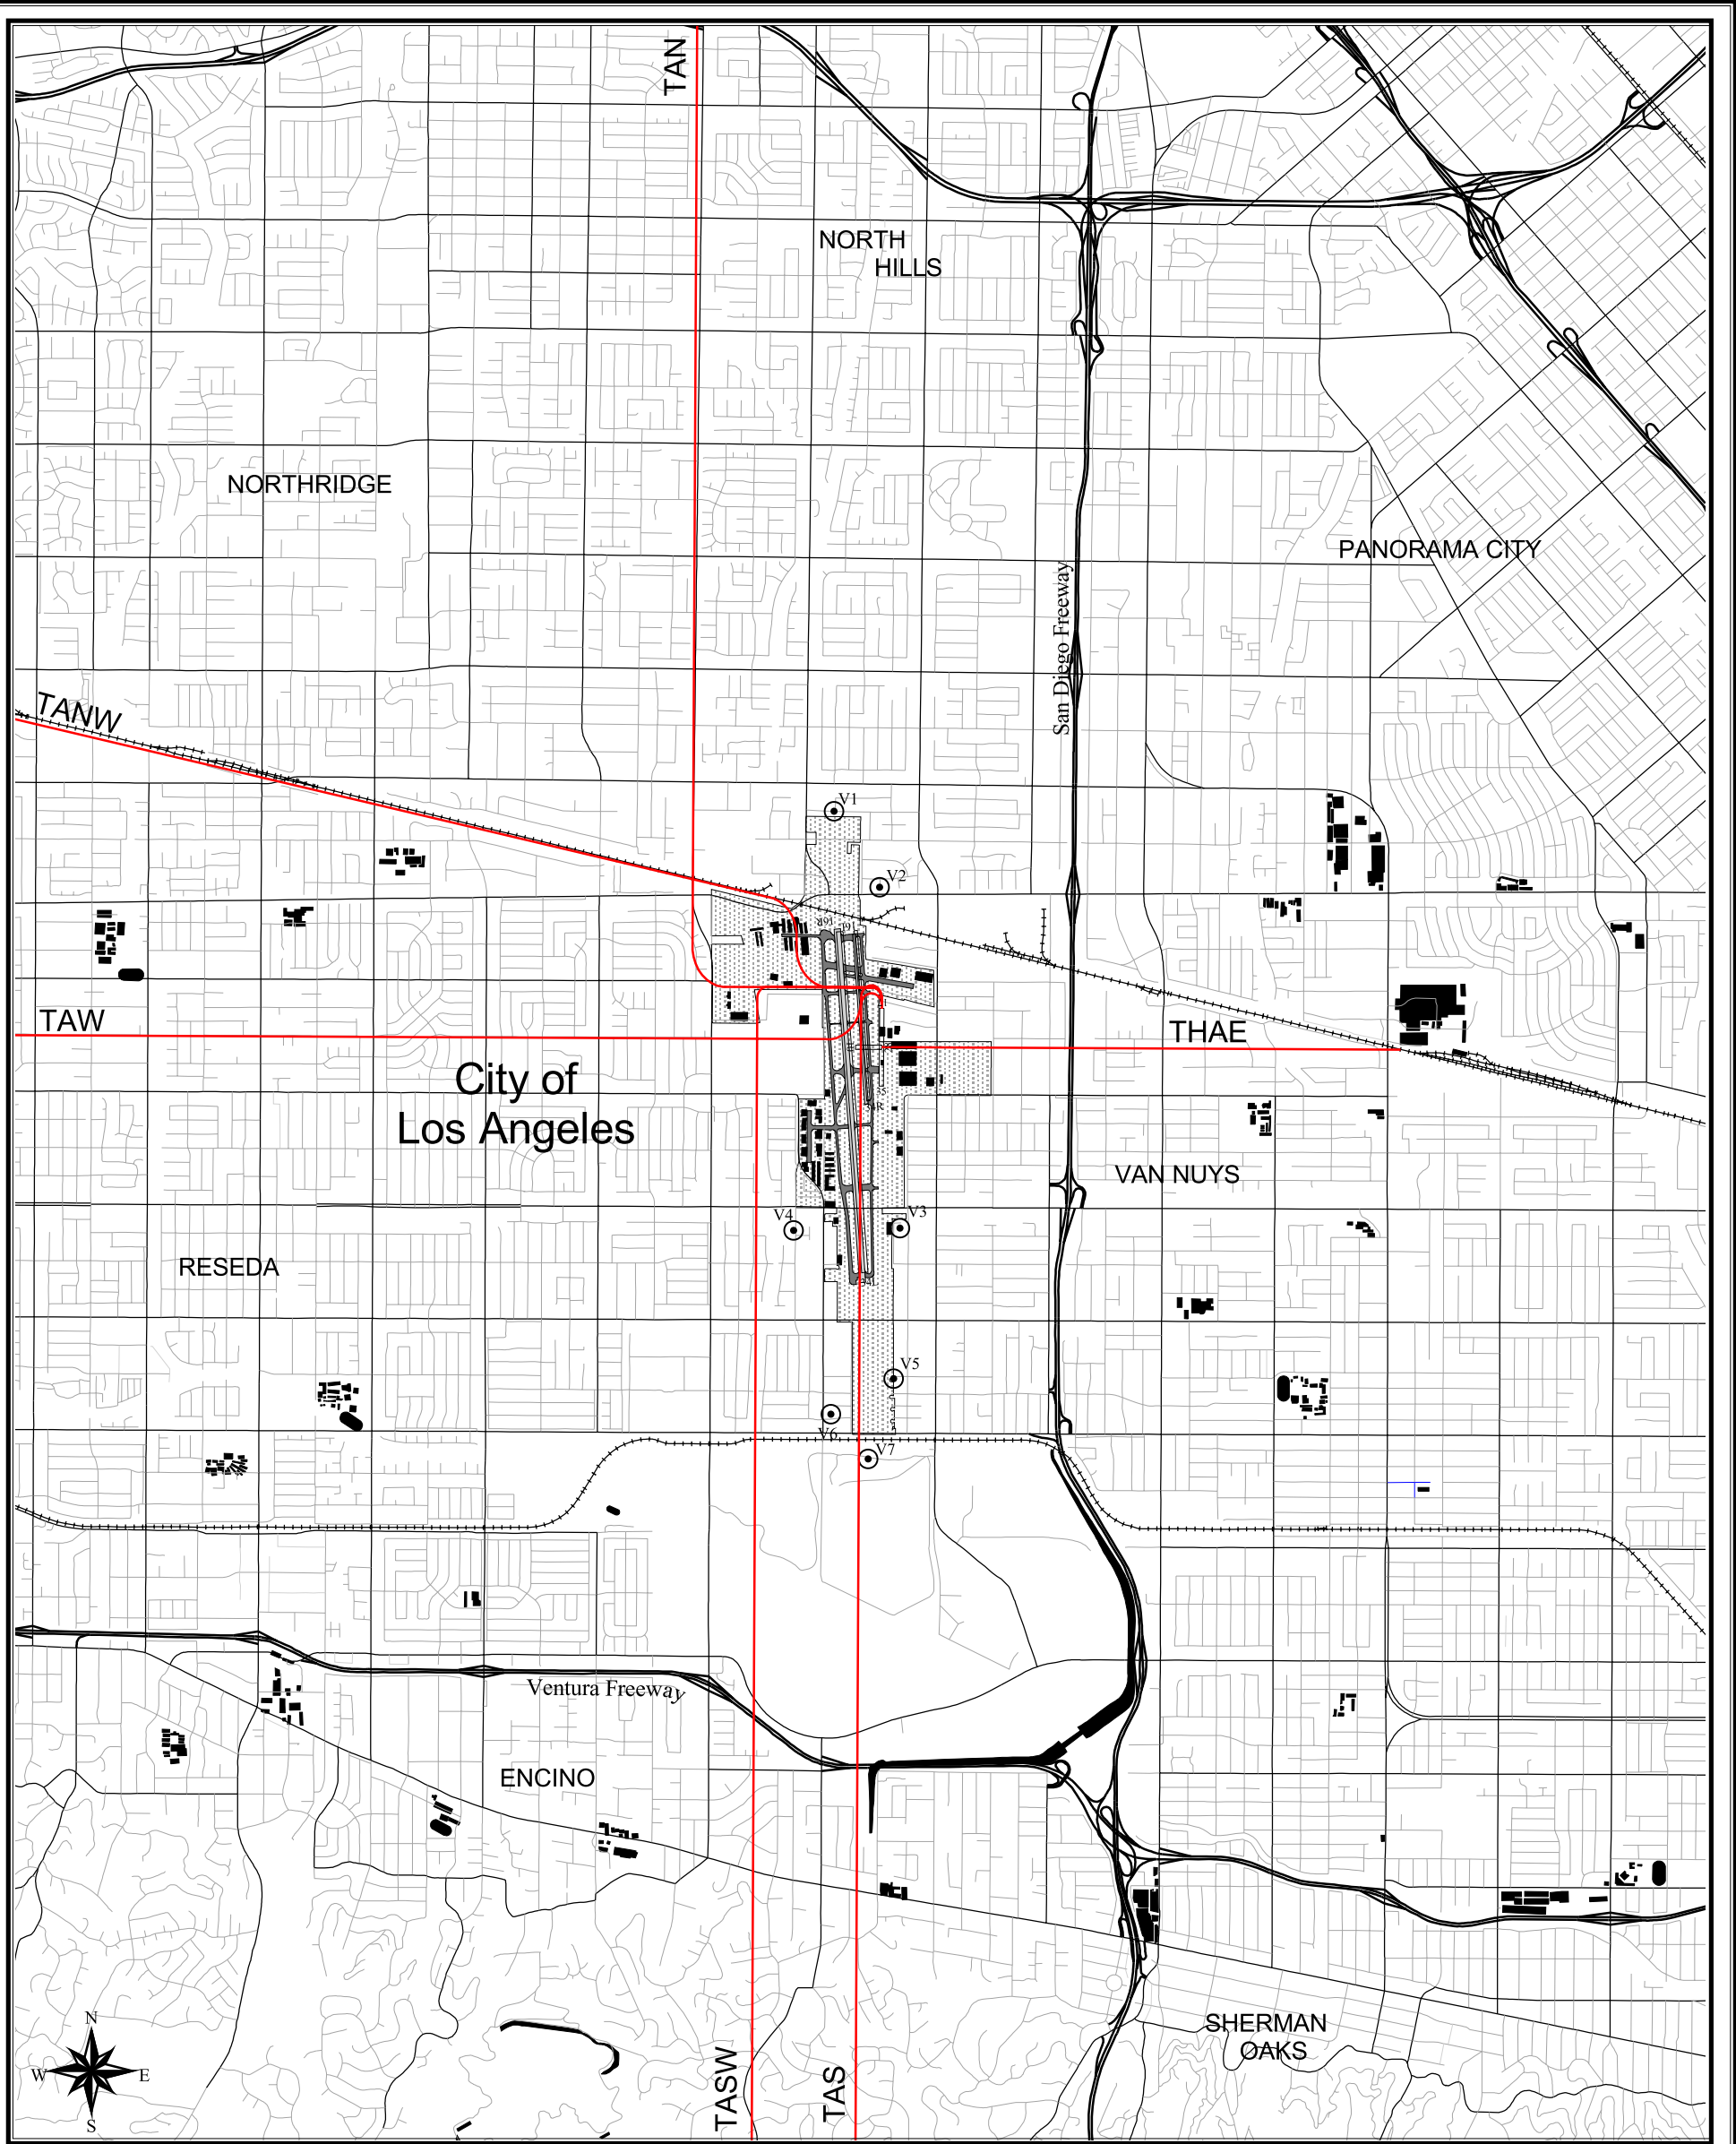 TAN
NORTH
HILLS
NORTHRIDGE
PANORAMA CITY
San Diego Freeway
TANW
V1
V2
TAW
THAE
City of
Los Angeles
VAN NUYS
V4
V3
RESEDA
V5
V6
V7
Ventura Freeway
ENCINO
SHERMAN
OAKS
N
W
E
S
TASW
TAS